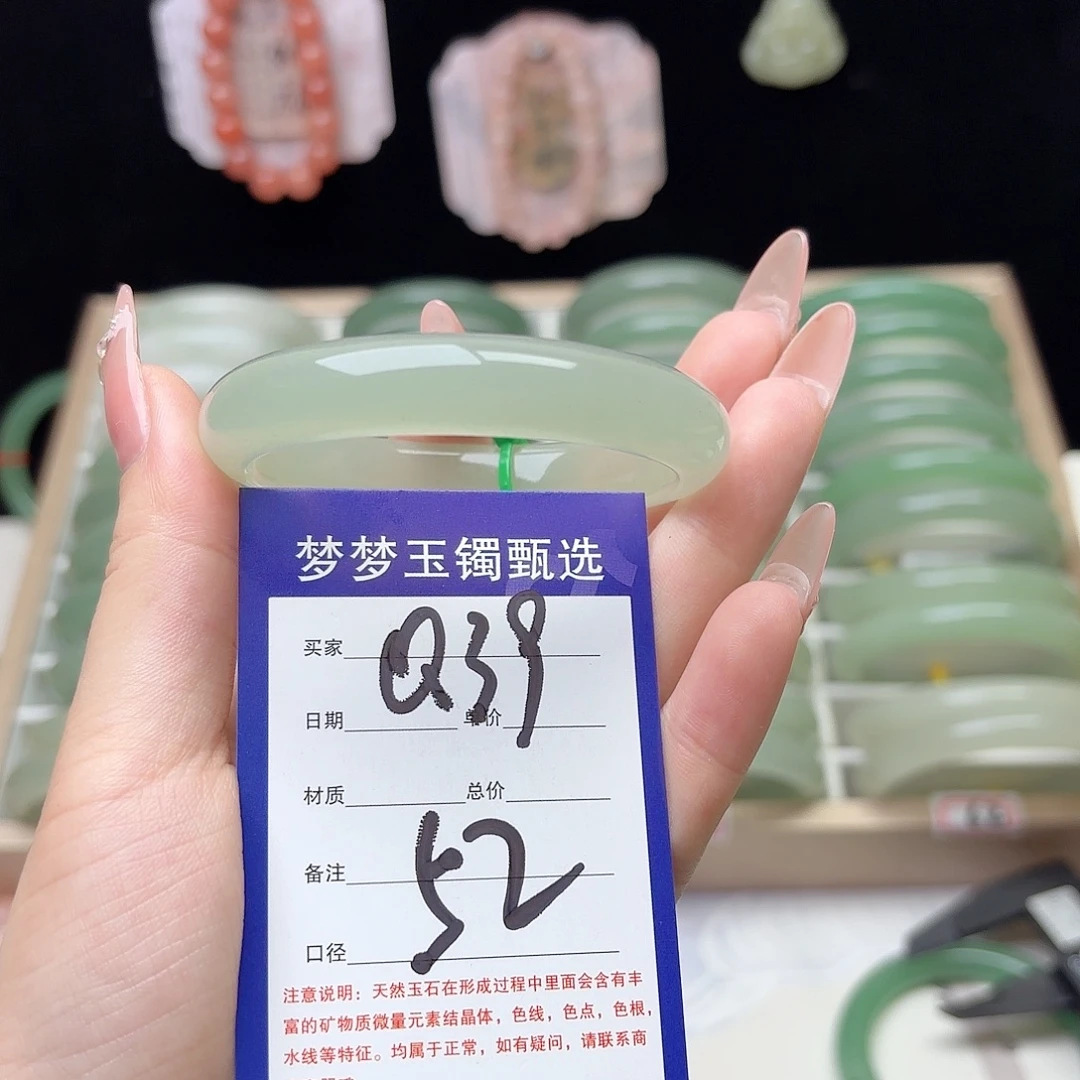 梦梦玉镯甄选
买家 Q39
日期 单价
材质 总价
备注 52
口径
注意说明：天然玉石在形成过程中里面会含有丰
富的矿物质微量元素结晶体，色线，色点，色根，
水线等特征。均属于正常，如有疑问，请联系商